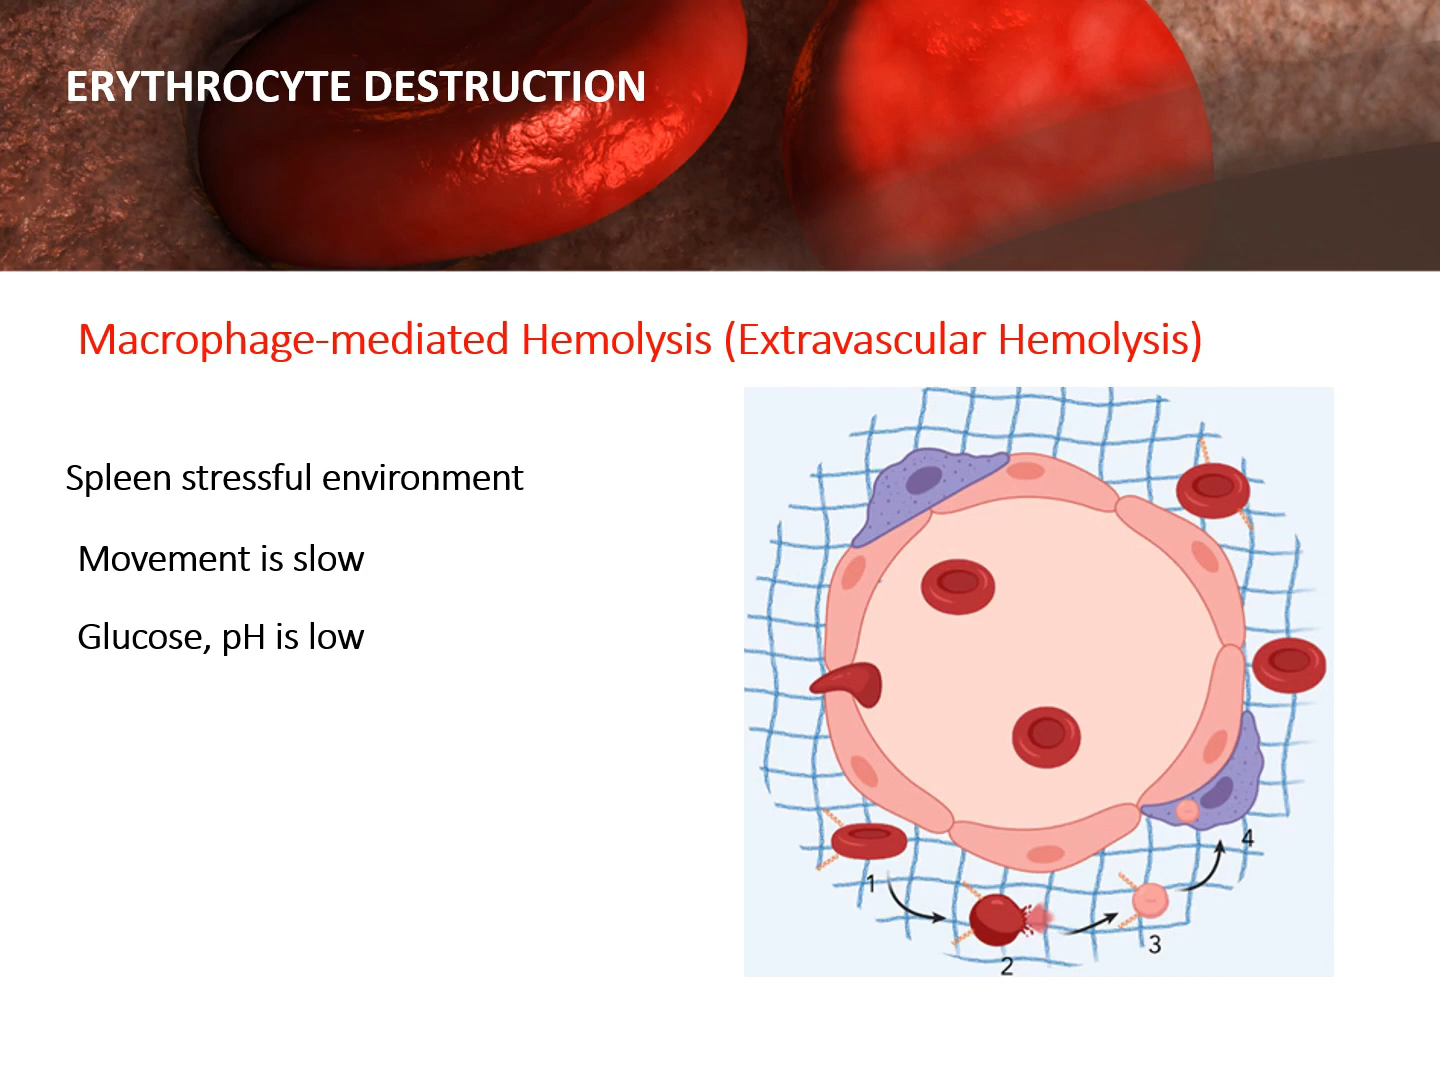 ERYTHROCYTE DESTRUCTION
Macrophage-mediated Hemolysis (Extravascular Hemolysis)
Spleen stressful environment
Movement is slow
Glucose, pH is low
1
2
3
4